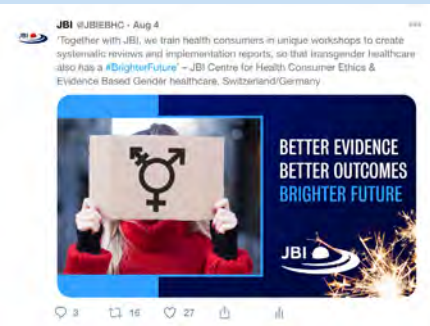 JBI @JBIEBHC · Aug 4
'Together with JBI, we train health consumers in unique workshops to create
systematic reviews and implementation reports, so that transgender healthcare
also has a #BrighterFuture' – JBI Centre for Health Consumer Ethics &
Evidence Based Gender healthcare, Switzerland/Germany
BETTER EVIDENCE
BETTER OUTCOMES
BRIGHTER FUTURE
JBI
3 16 27